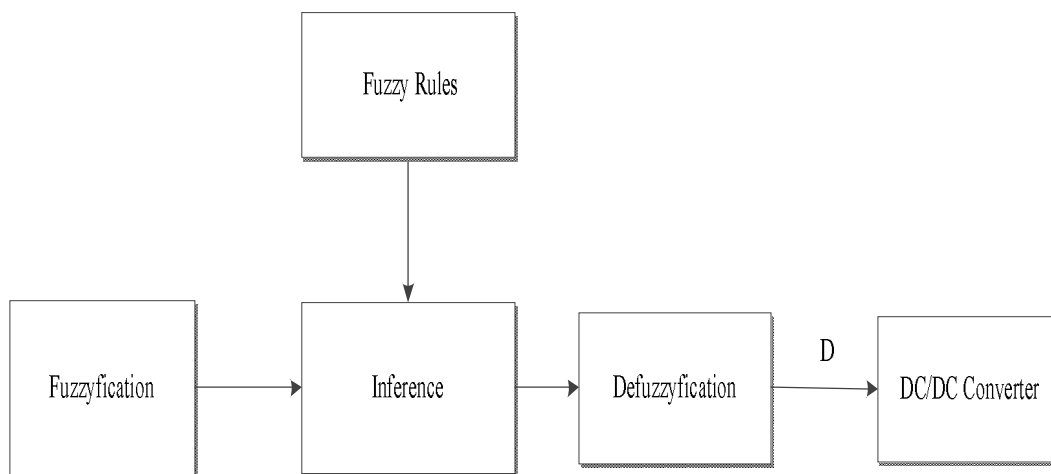 Fuzzy Rules
Fuzzyfication
Inference
Defuzzyfication
D
DC/DC Converter